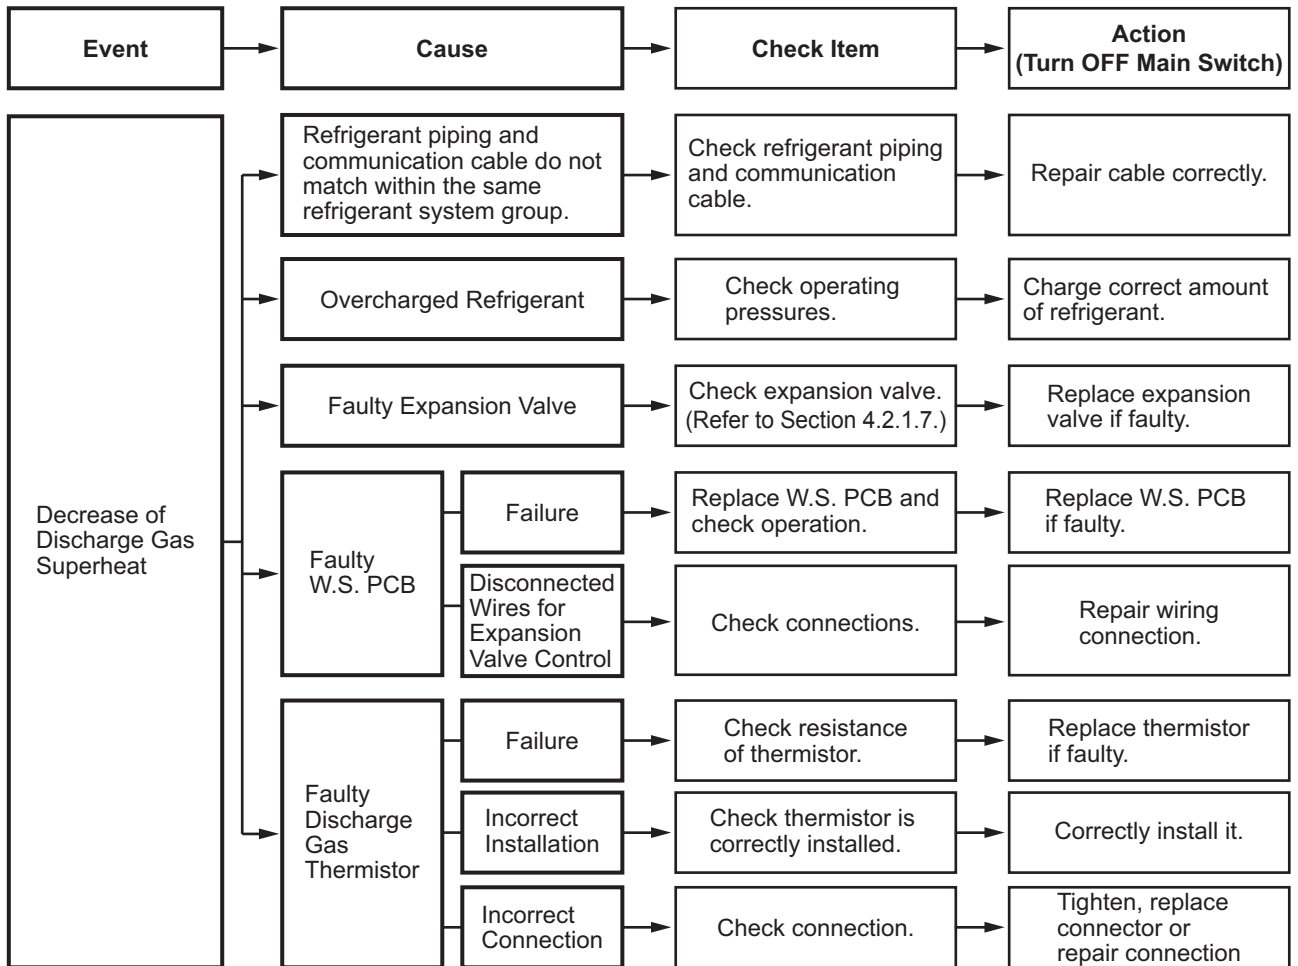 Event
Cause
Check Item
Action
(Turn OFF Main Switch)
Decrease of
Discharge Gas
Superheat
Refrigerant piping and
communication cable do not
match within the same
refrigerant system group.
Check refrigerant piping
and communication
cable.
Repair cable correctly.
Overcharged Refrigerant
Check operating
pressures.
Charge correct amount
of refrigerant.
Faulty Expansion Valve
Check expansion valve.
(Refer to Section 4.2.1.7.)
Replace expansion
valve if faulty.
Faulty
W.S. PCB
Failure
Replace W.S. PCB and
check operation.
Replace W.S. PCB
if faulty.
Disconnected
Wires for
Expansion
Valve Control
Check connections.
Repair wiring
connection.
Faulty
Discharge
Gas
Thermistor
Failure
Check resistance
of thermistor.
Replace thermistor
if faulty.
Incorrect
Installation
Check thermistor is
correctly installed.
Correctly install it.
Incorrect
Connection
Check connection.
Tighten, replace
connector or
repair connection